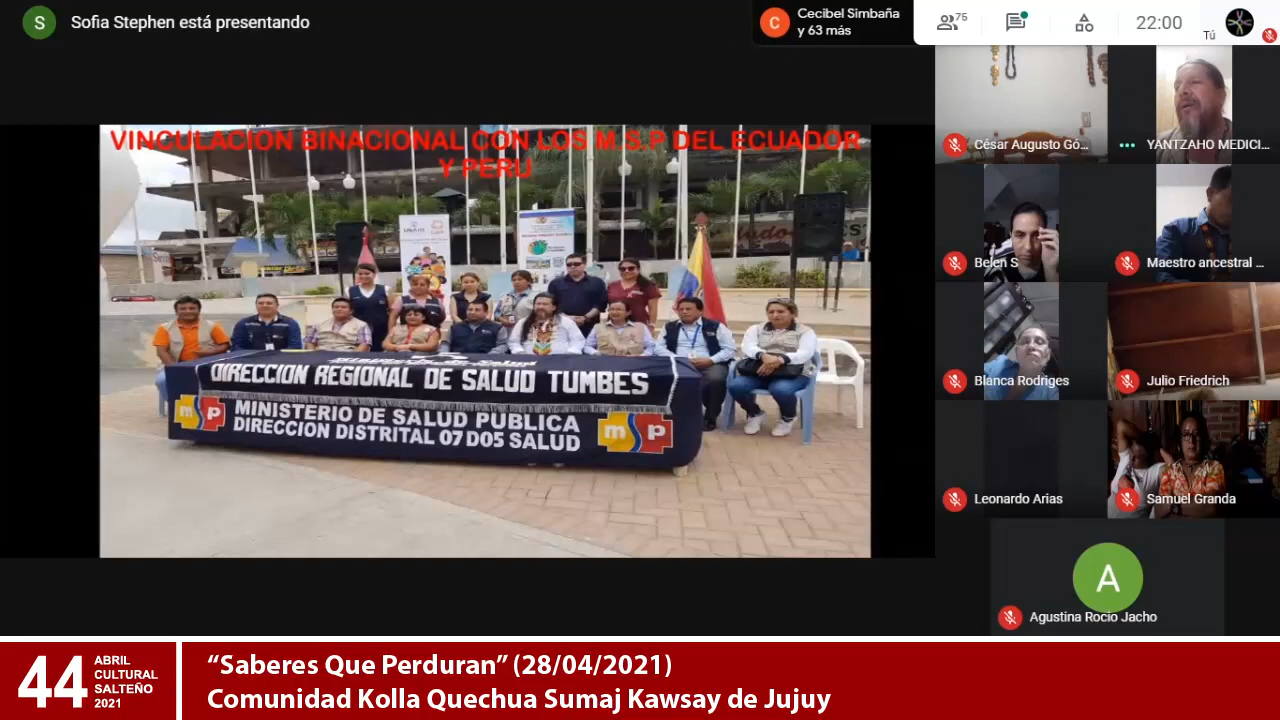 S
Sofia Stephen está presentando
C
Cecibel Simbaña
y 63 más
75
22:00
Tú
VINCULACION BINACIONAL CON LOS M.S.P DEL ECUADOR
Y PERU
DIRECCION REGIONAL DE SALUD TUMBES
msp
MINISTERIO DE SALUD PUBLICA
DIRECCION DISTRITAL 07D05 SALUD
msp
César Augusto Gó...
YANTZAHO MEDICI...
Belén S
Maestro ancestral ...
Blanca Rodriges
Julio Friedrich
Leonardo Arias
Samuel Granda
A
Agustina Rocio Jacho
44
ABRIL
CULTURAL
SALTEÑO
2021
“Saberes Que Perduran” (28/04/2021)
Comunidad Kolla Quechua Sumaj Kawsay de Jujuy